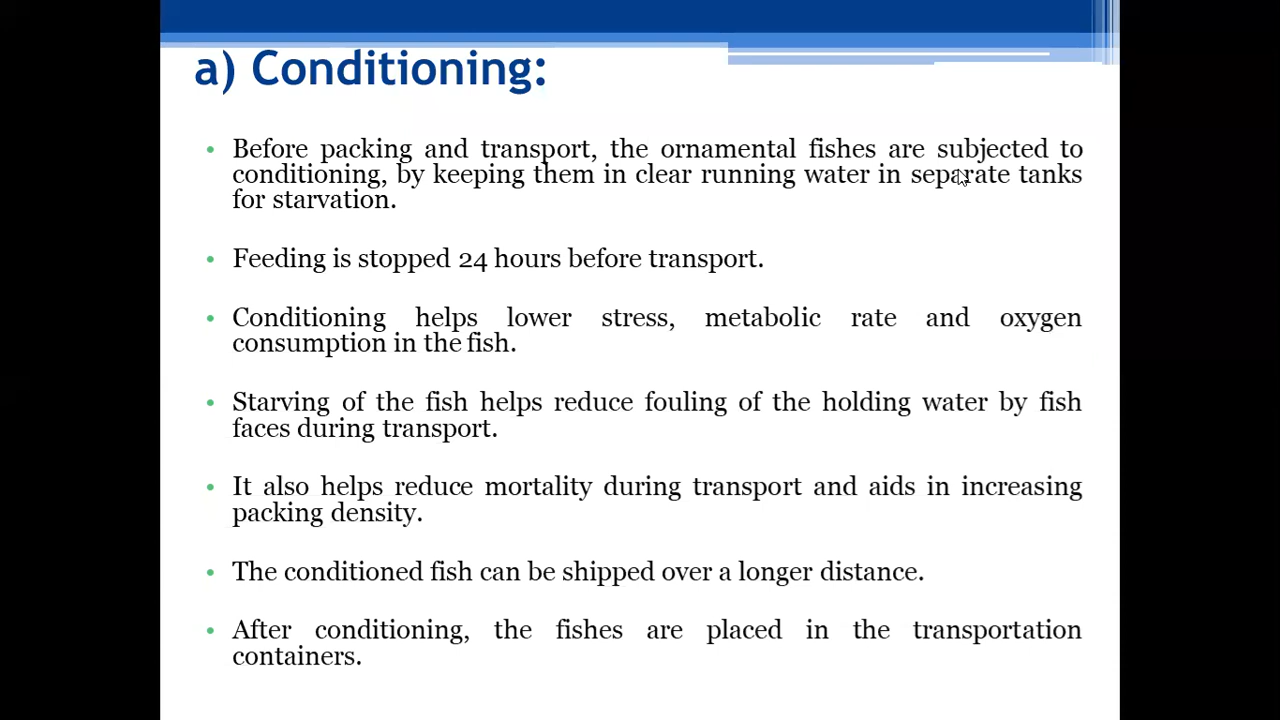 a) Conditioning:
• Before packing and transport, the ornamental fishes are subjected to
conditioning, by keeping them in clear running water in separate tanks
for starvation.
• Feeding is stopped 24 hours before transport.
• Conditioning helps lower stress, metabolic rate and oxygen
consumption in the fish.
• Starving of the fish helps reduce fouling of the holding water by fish
faces during transport.
• It also helps reduce mortality during transport and aids in increasing
packing density.
• The conditioned fish can be shipped over a longer distance.
• After conditioning, the fishes are placed in the transportation
containers.